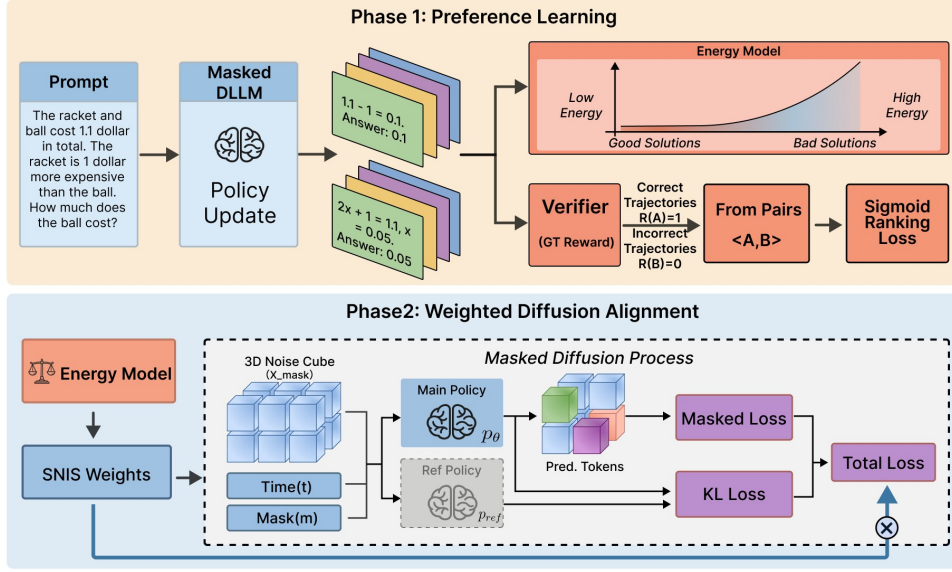 Phase 1: Preference Learning
Prompt
The racket and
ball cost 1.1 dollar
in total. The
racket is 1 dollar
more expensive
than the ball.
How much does
the ball cost?
Masked
DLLM
Policy
Update
1.1 - 1 = 0.1.
Answer: 0.1
2x + 1 = 1.1, x
= 0.05.
Answer: 0.05
Energy Model
Low
Energy
High
Energy
Good Solutions
Bad Solutions
Verifier
(GT Reward)
Correct
Trajectories
R(A)=1
Incorrect
Trajectories
R(B)=0
From Pairs
<A,B>
Sigmoid
Ranking
Loss
Phase2: Weighted Diffusion Alignment
Energy Model
SNIS Weights
Masked Diffusion Process
3D Noise Cube
(X_mask)
Time(t)
Mask(m)
Main Policy
pθ
Ref Policy
pref
Pred. Tokens
Masked Loss
KL Loss
Total Loss